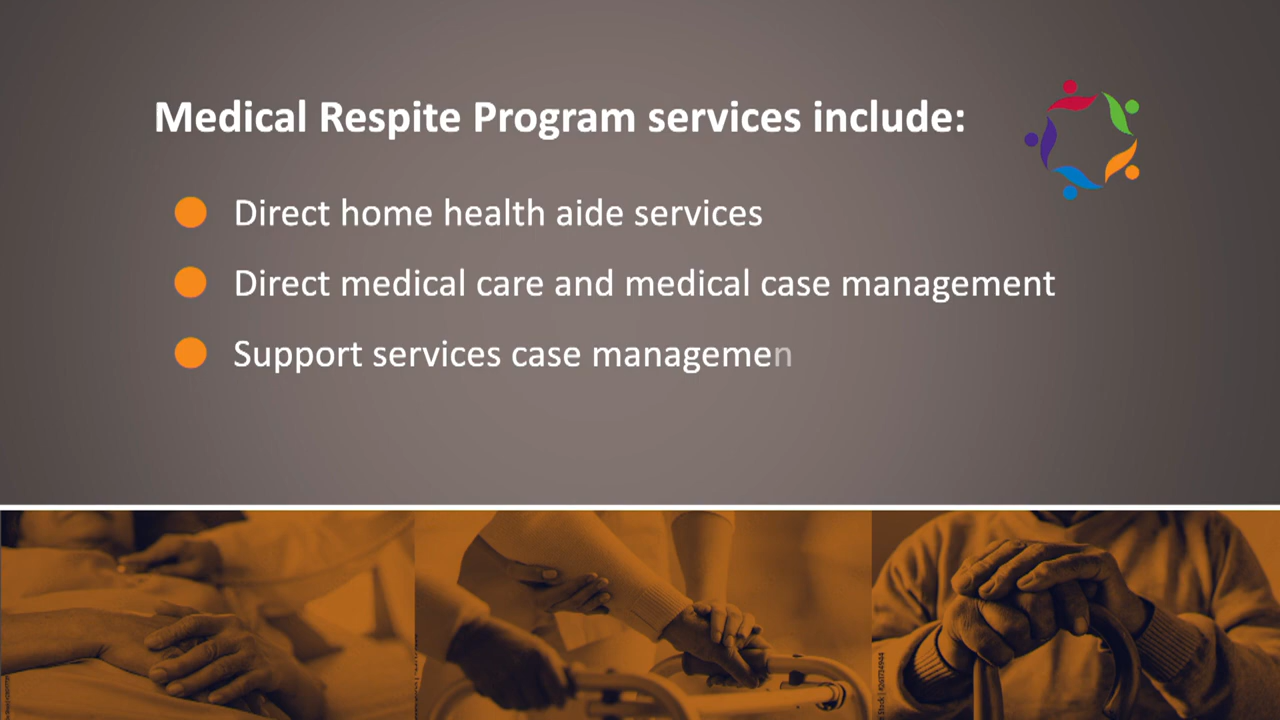 Medical Respite Program services include:
Direct home health aide services
Direct medical care and medical case management
Support services case managemen